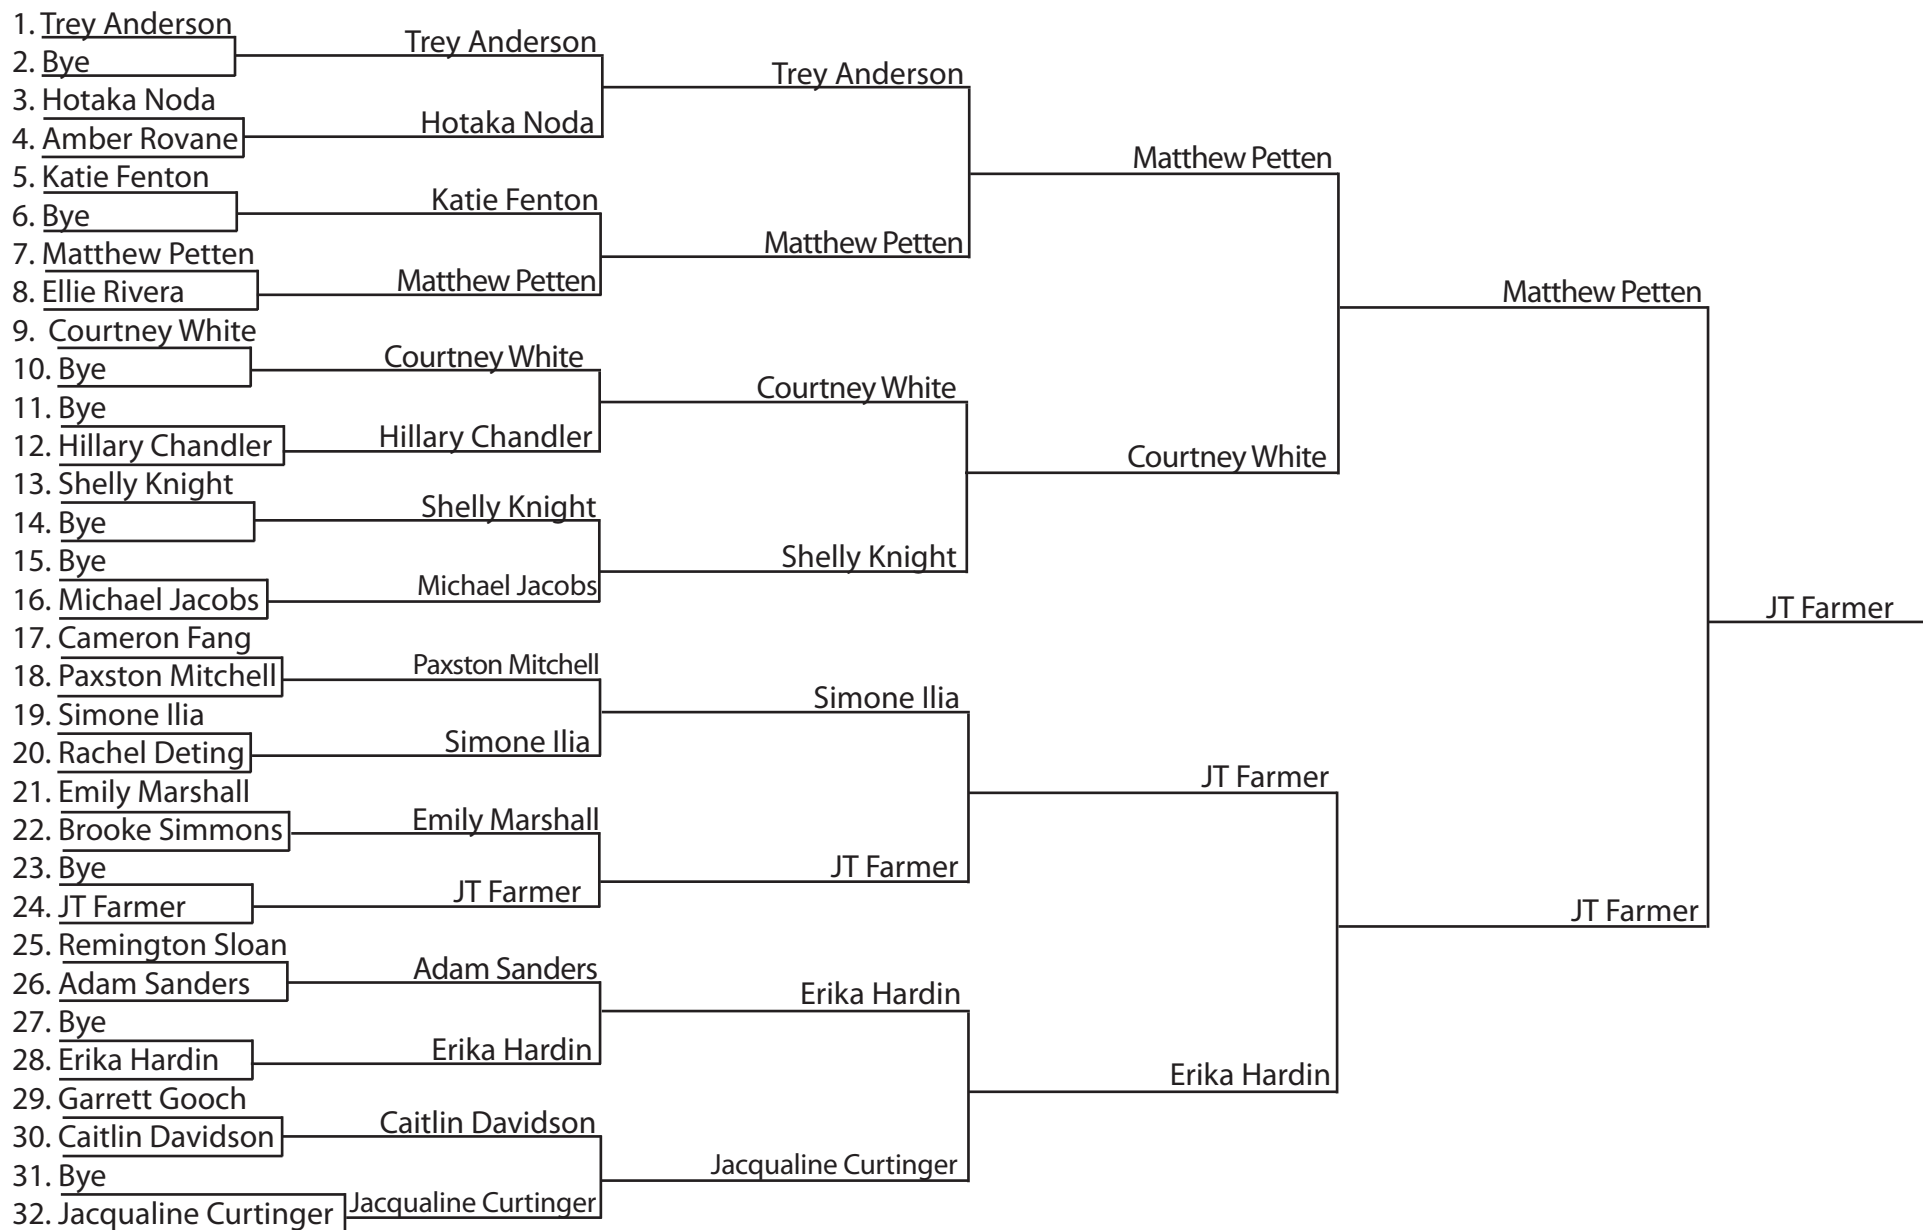 1. Trey Anderson
2. Bye
3. Hotaka Noda
4. Amber Rovane
5. Katie Fenton
6. Bye
7. Matthew Petten
8. Ellie Rivera
9. Courtney White
10. Bye
11. Bye
12. Hillary Chandler
13. Shelly Knight
14. Bye
15. Bye
16. Michael Jacobs
17. Cameron Fang
18. Paxston Mitchell
19. Simone Ilia
20. Rachel Deting
21. Emily Marshall
22. Brooke Simmons
23. Bye
24. JT Farmer
25. Remington Sloan
26. Adam Sanders
27. Bye
28. Erika Hardin
29. Garrett Gooch
30. Caitlin Davidson
31. Bye
32. Jacqualine Curtinger
Trey Anderson
Hotaka Noda
Katie Fenton
Matthew Petten
Courtney White
Hillary Chandler
Shelly Knight
Michael Jacobs
Paxston Mitchell
Simone Ilia
Emily Marshall
JT Farmer
Adam Sanders
Erika Hardin
Caitlin Davidson
Jacqualine Curtinger
Trey Anderson
Matthew Petten
Courtney White
Shelly Knight
Simone Ilia
JT Farmer
Erika Hardin
Jacqualine Curtinger
Matthew Petten
Courtney White
JT Farmer
Erika Hardin
Matthew Petten
JT Farmer
JT Farmer